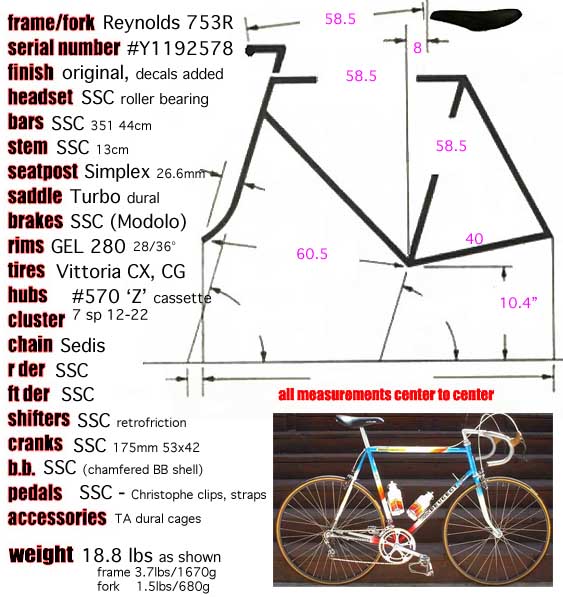 frame/fork Reynolds 753R
serial number #Y1192578
finish original, decals added
headset SSC roller bearing
bars SSC 351 44cm
stem SSC 13cm
seatpost Simplex 26.6mm
saddle Turbo dural
brakes SSC (Modolo)
rims GEL 280 28/36°
tires Vittoria CX, CG
hubs #570 ‘Z’ cassette
cluster 7 sp 12-22
chain Sedis
r der SSC
ft der SSC
shifters SSC retrofriction
cranks SSC 175mm 53x42
b.b. SSC (chamfered BB shell)
pedals SSC - Christophe clips, straps
accessories TA dural cages
weight 18.8 lbs as shown
frame 3.7lbs/1670g
fork 1.5lbs/680g
58.5
8
58.5
58.5
40
60.5
10.4”
all measurements center to center
PEUGEOT